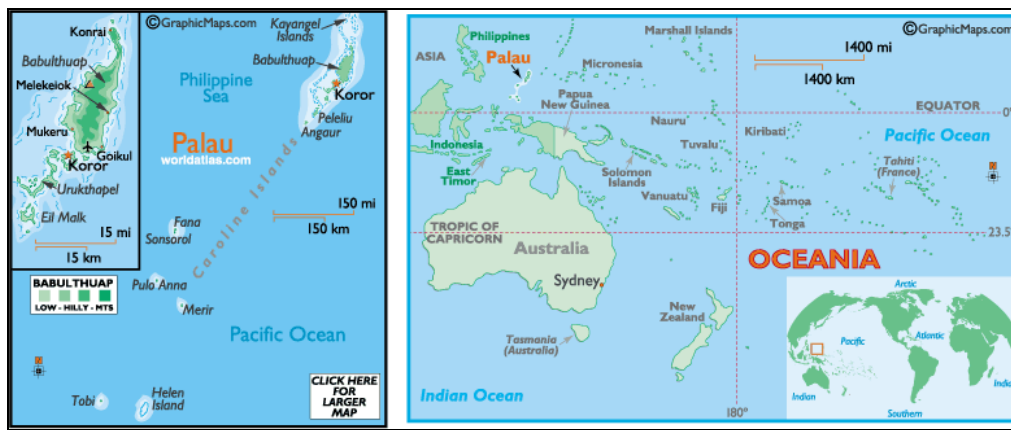 ©GraphicMaps.com
Konrai
Babulthuap
Melekeiok
Mukeru
Goikul
Koror
Urukthapel
Eil Malk
15 mi
15 km
BABULTHUAP
LOW - HILLY - MTS
Kayangel
Islands
Philippine
Sea
Babulthuap
Koror
Peleliu
Angaur
Palau
worldatlas.com
Caroline Islands
150 mi
150 km
Fana
Sonsorol
Pulo Anna
Merir
Pacific Ocean
Tobi
Helen
Island
CLICK HERE
FOR
LARGER
MAP
©GraphicMaps.com
Philippines
Marshall Islands
ASIA
Palau
Micronesia
1400 mi
1400 km
Papua
New Guinea
EQUATOR
0°
Nauru
Kiribati
Pacific Ocean
Indonesia
Tuvalu
Tahiti
(France)
East
Timor
Solomon
Islands
Vanuatu
Fiji
Samoa
Tonga
TROPIC OF
CAPRICORN
23.5
Australia
OCEANIA
Sydney
New
Zealand
Tasmania
(Australia)
Indian Ocean
180°
Arctic
Pacific
Atlantic
Indian
India
Southern